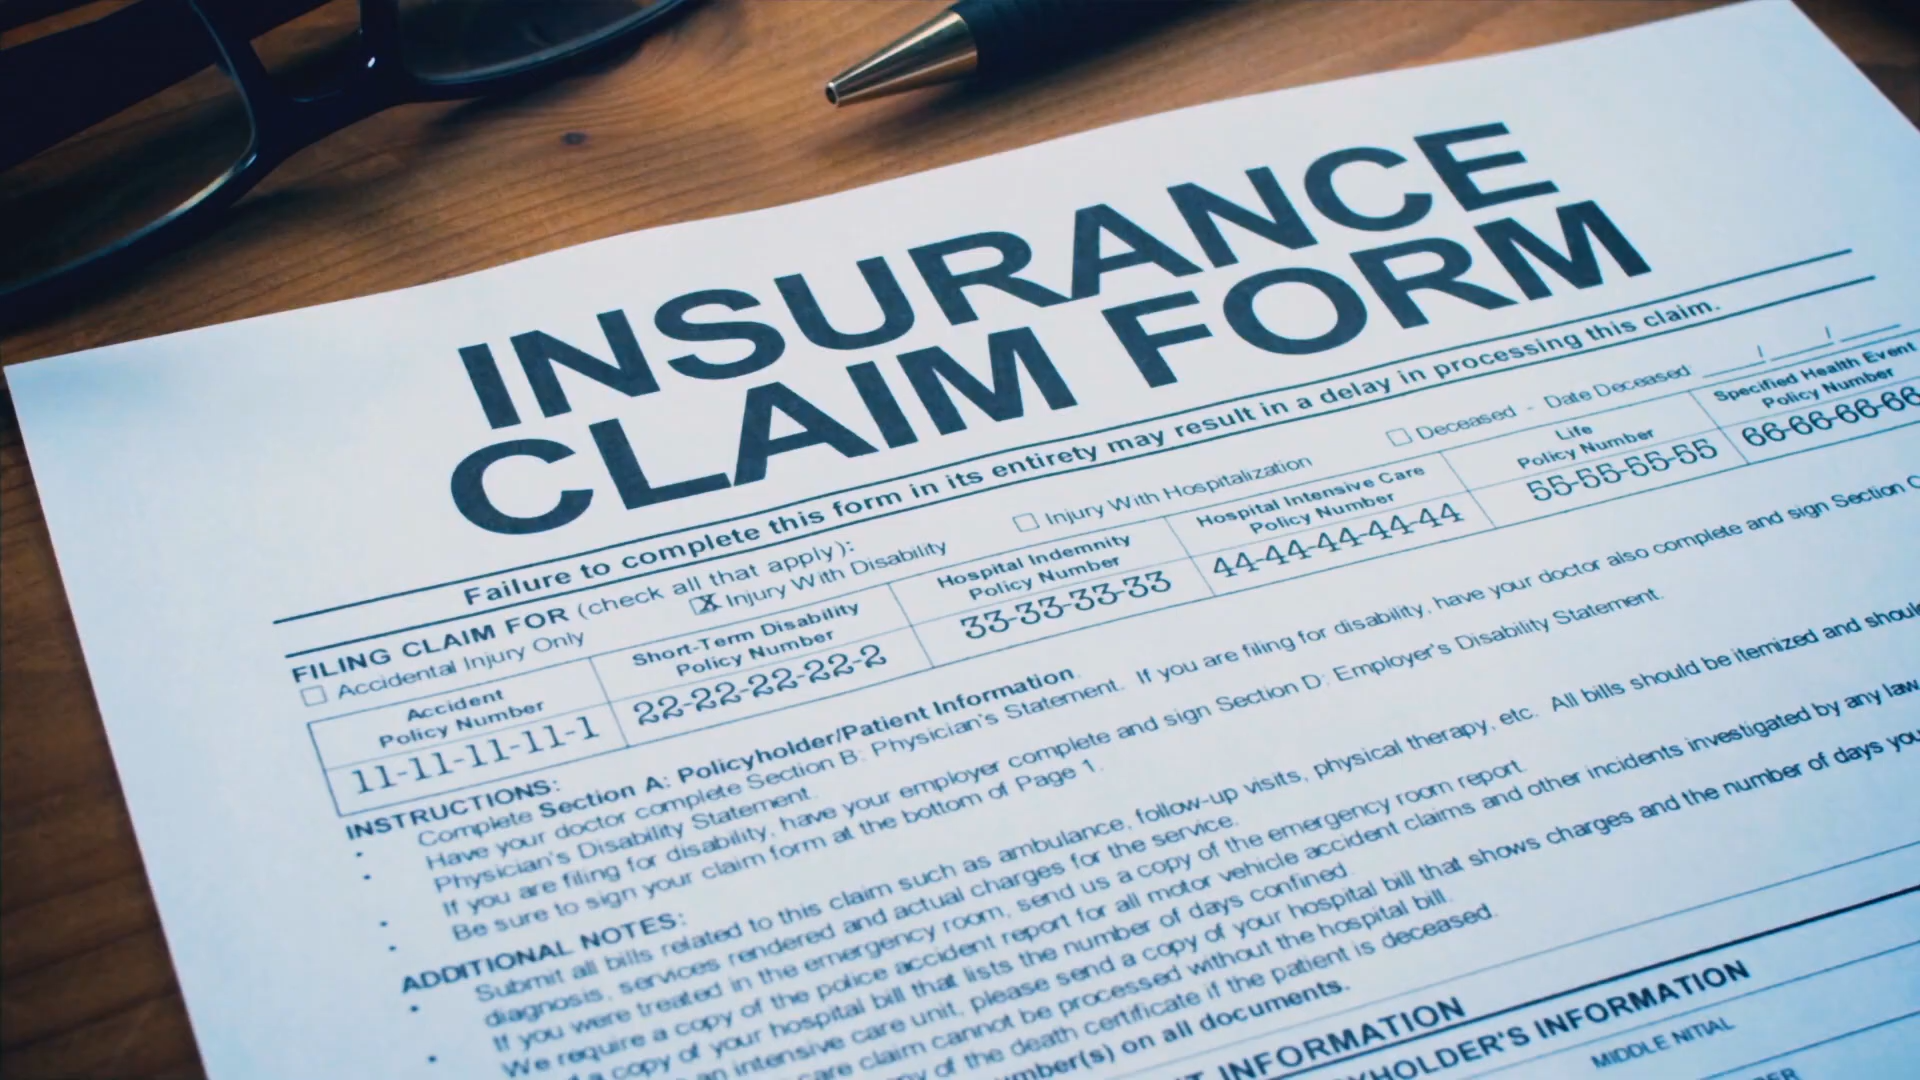 INSURANCE
CLAIM FORM
Failure to complete this form in its entirety may result in a delay in processing this claim.
FILING CLAIM FOR (check all that apply):
Accidental Injury Only
X Injury With Disability
Injury With Hospitalization
Deceased - Date Deceased: / /
Accident
Policy Number
11-11-11-11-1
Short-Term Disability
Policy Number
22-22-22-22-2
Hospital Indemnity
Policy Number
33-33-33-33
Hospital Intensive Care
Policy Number
44-44-44-44-44
Life
Policy Number
55-55-55-55
Specified Health Event
Policy Number
66-66-66-66
INSTRUCTIONS:
• Complete Section A: Policyholder/Patient Information.
• Have your doctor complete Section B: Physician's Statement. If you are filing for disability, have your doctor also complete and sign Section C
Physician's Disability Statement.
• If you are filing for disability, have your employer complete and sign Section D: Employer's Disability Statement.
• Be sure to sign your claim form at the bottom of Page 1.
ADDITIONAL NOTES:
• Submit all bills related to this claim such as ambulance, follow-up visits, physical therapy, etc. All bills should be itemized and should
diagnosis, services rendered and actual charges for the service.
• If you were treated in the emergency room, send us a copy of the emergency room report.
We require a copy of the police accident report for all motor vehicle accident claims and other incidents investigated by any law
a copy of your hospital bill that lists the number of days confined.
an intensive care unit, please send a copy of your hospital bill that shows charges and the number of days you
care claim cannot be processed without the hospital bill.
of the death certificate if the patient is deceased.
number(s) on all documents.
INFORMATION
HOLDER'S INFORMATION
MIDDLE NITIAL